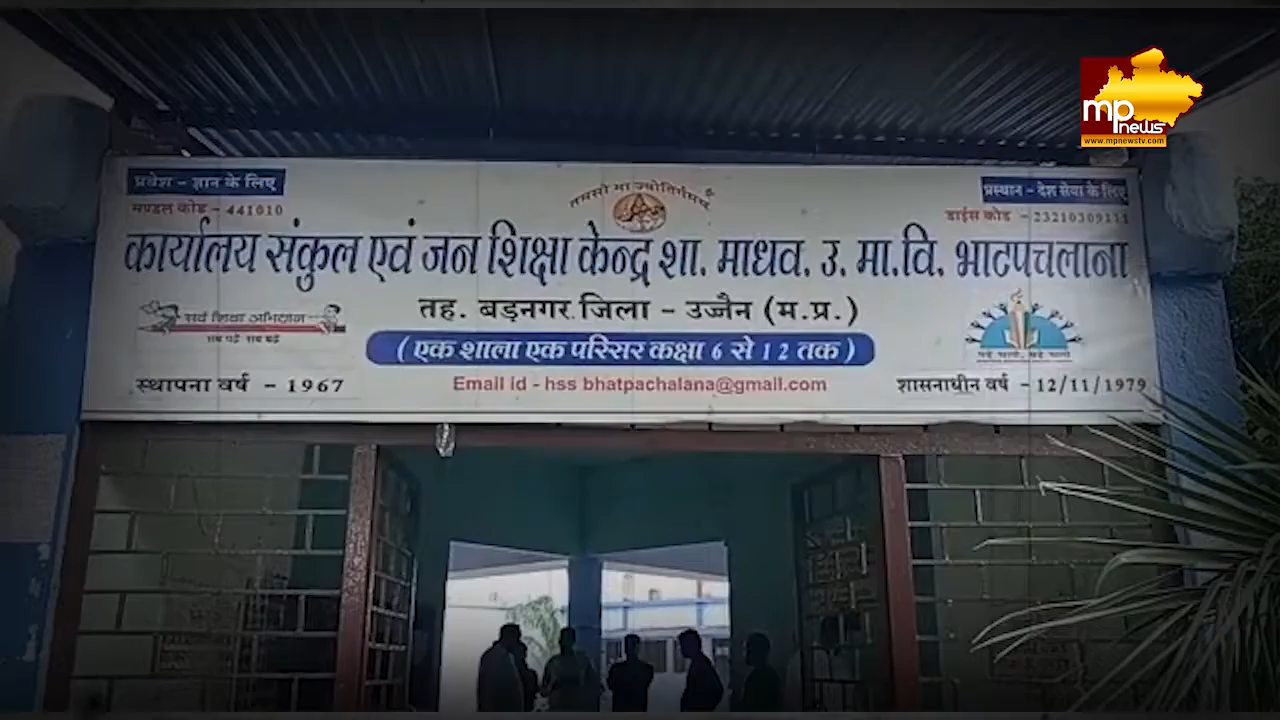 mp news
www.mpnewstv.com
प्रवेश - ज्ञान के लिए
तमसो मा ज्योतिर्गमय
प्रस्थान - देश सेवा के लिए
मण्डल कोड - 441010
डाईस कोड - 23210309111
कार्यालय संकुल एवं जन शिक्षा केन्द्र शा. माधव. उ. मा.वि. भाटपचलाना
तह. बड़नगर जिला - उज्जैन (म.प्र.)
सर्व शिक्षा अभियान
सब पढ़ें सब बढ़ें
(एक शाला एक परिसर कक्षा 6 से 12 तक)
स्थापना वर्ष - 1967
Email id - hss bhatpachalana@gmail.com
शासनाधीन वर्ष - 12/11/1979